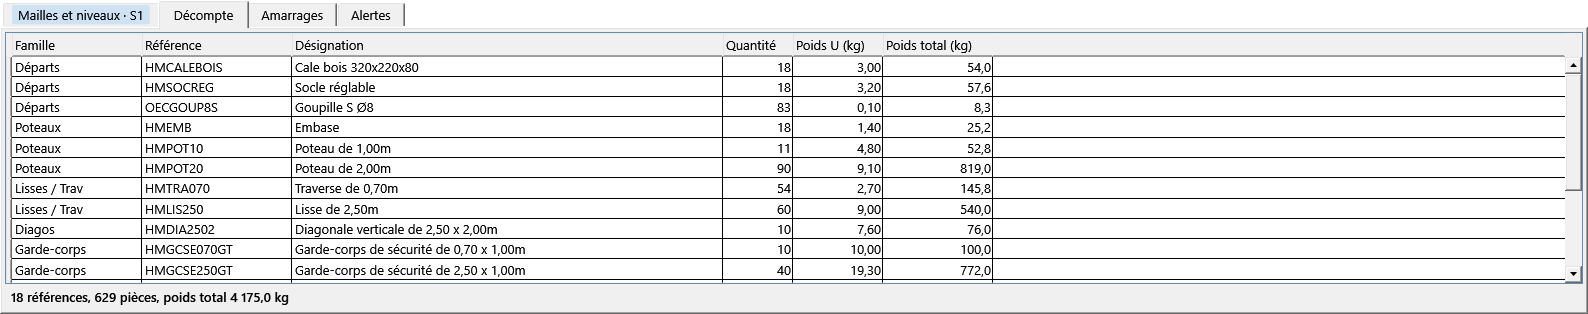 Mailles et niveaux · S1 Décompte Amarrages Alertes
Famille Référence Désignation Quantité Poids U (kg) Poids total (kg)
Départs HMCALEBOIS Cale bois 320x220x80 18 3,00 54,0
Départs HMSOCREG Socle réglable 18 3,20 57,6
Départs OECGOUP8S Goupille S Ø8 83 0,10 8,3
Poteaux HMEMB Embase 18 1,40 25,2
Poteaux HMPOT10 Poteau de 1,00m 11 4,80 52,8
Poteaux HMPOT20 Poteau de 2,00m 90 9,10 819,0
Lisses / Trav HMTRA070 Traverse de 0,70m 54 2,70 145,8
Lisses / Trav HMLIS250 Lisse de 2,50m 60 9,00 540,0
Diagos HMDIA2502 Diagonale verticale de 2,50 x 2,00m 10 7,60 76,0
Garde-corps HMGCSE070GT Garde-corps de sécurité de 0,70 x 1,00m 10 10,00 100,0
Garde-corps HMGCSE250GT Garde-corps de sécurité de 2,50 x 1,00m 40 19,30 772,0
18 références, 629 pièces, poids total 4 175,0 kg